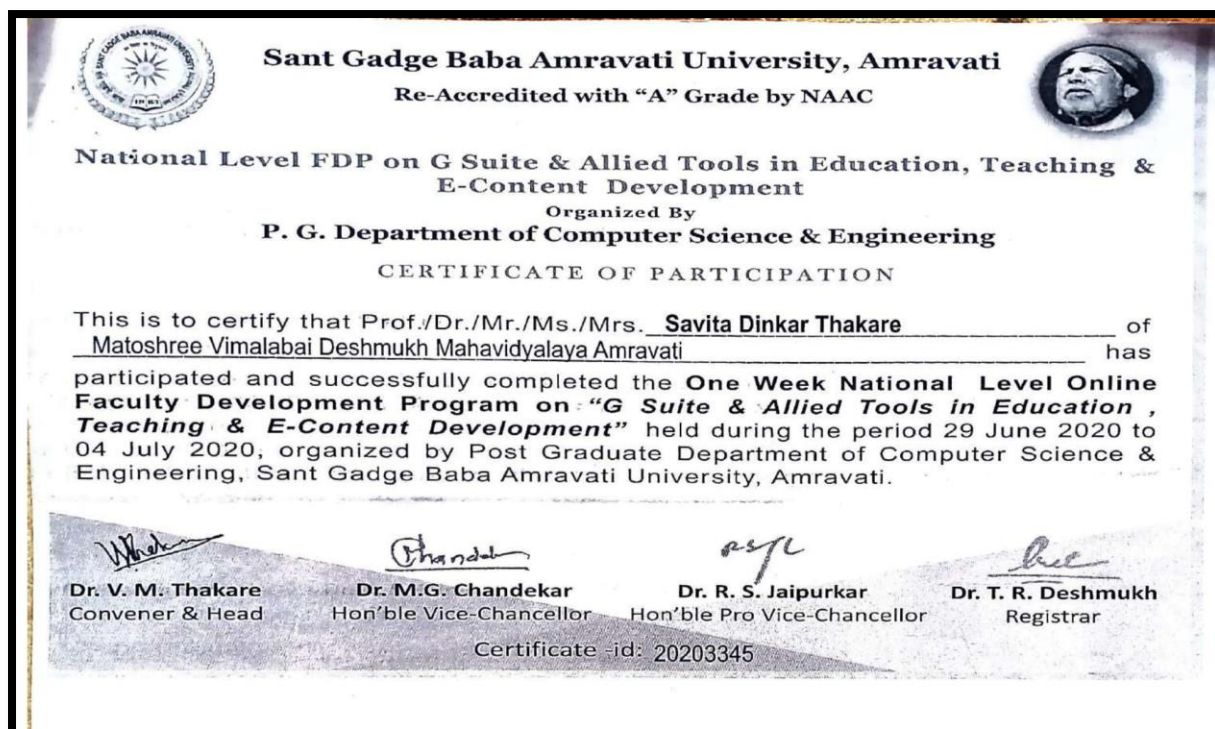 Sant Gadge Baba Amravati University, Amravati
Re-Accredited with “A” Grade by NAAC
National Level FDP on G Suite & Allied Tools in Education, Teaching &
E-Content Development
Organized By
P. G. Department of Computer Science & Engineering
CERTIFICATE OF PARTICIPATION
This is to certify that Prof./Dr./Mr./Ms./Mrs. Savita Dinkar Thakare of
Matoshree Vimalabai Deshmukh Mahavidyalaya Amravati has
participated and successfully completed the One Week National Level Online
Faculty Development Program on “G Suite & Allied Tools in Education ,
Teaching & E-Content Development” held during the period 29 June 2020 to
04 July 2020, organized by Post Graduate Department of Computer Science &
Engineering, Sant Gadge Baba Amravati University, Amravati.
Dr. V. M. Thakare Dr. M.G. Chandekar Dr. R. S. Jaipurkar Dr. T. R. Deshmukh
Convener & Head Hon’ble Vice-Chancellor Hon’ble Pro Vice-Chancellor Registrar
Certificate -id: 20203345